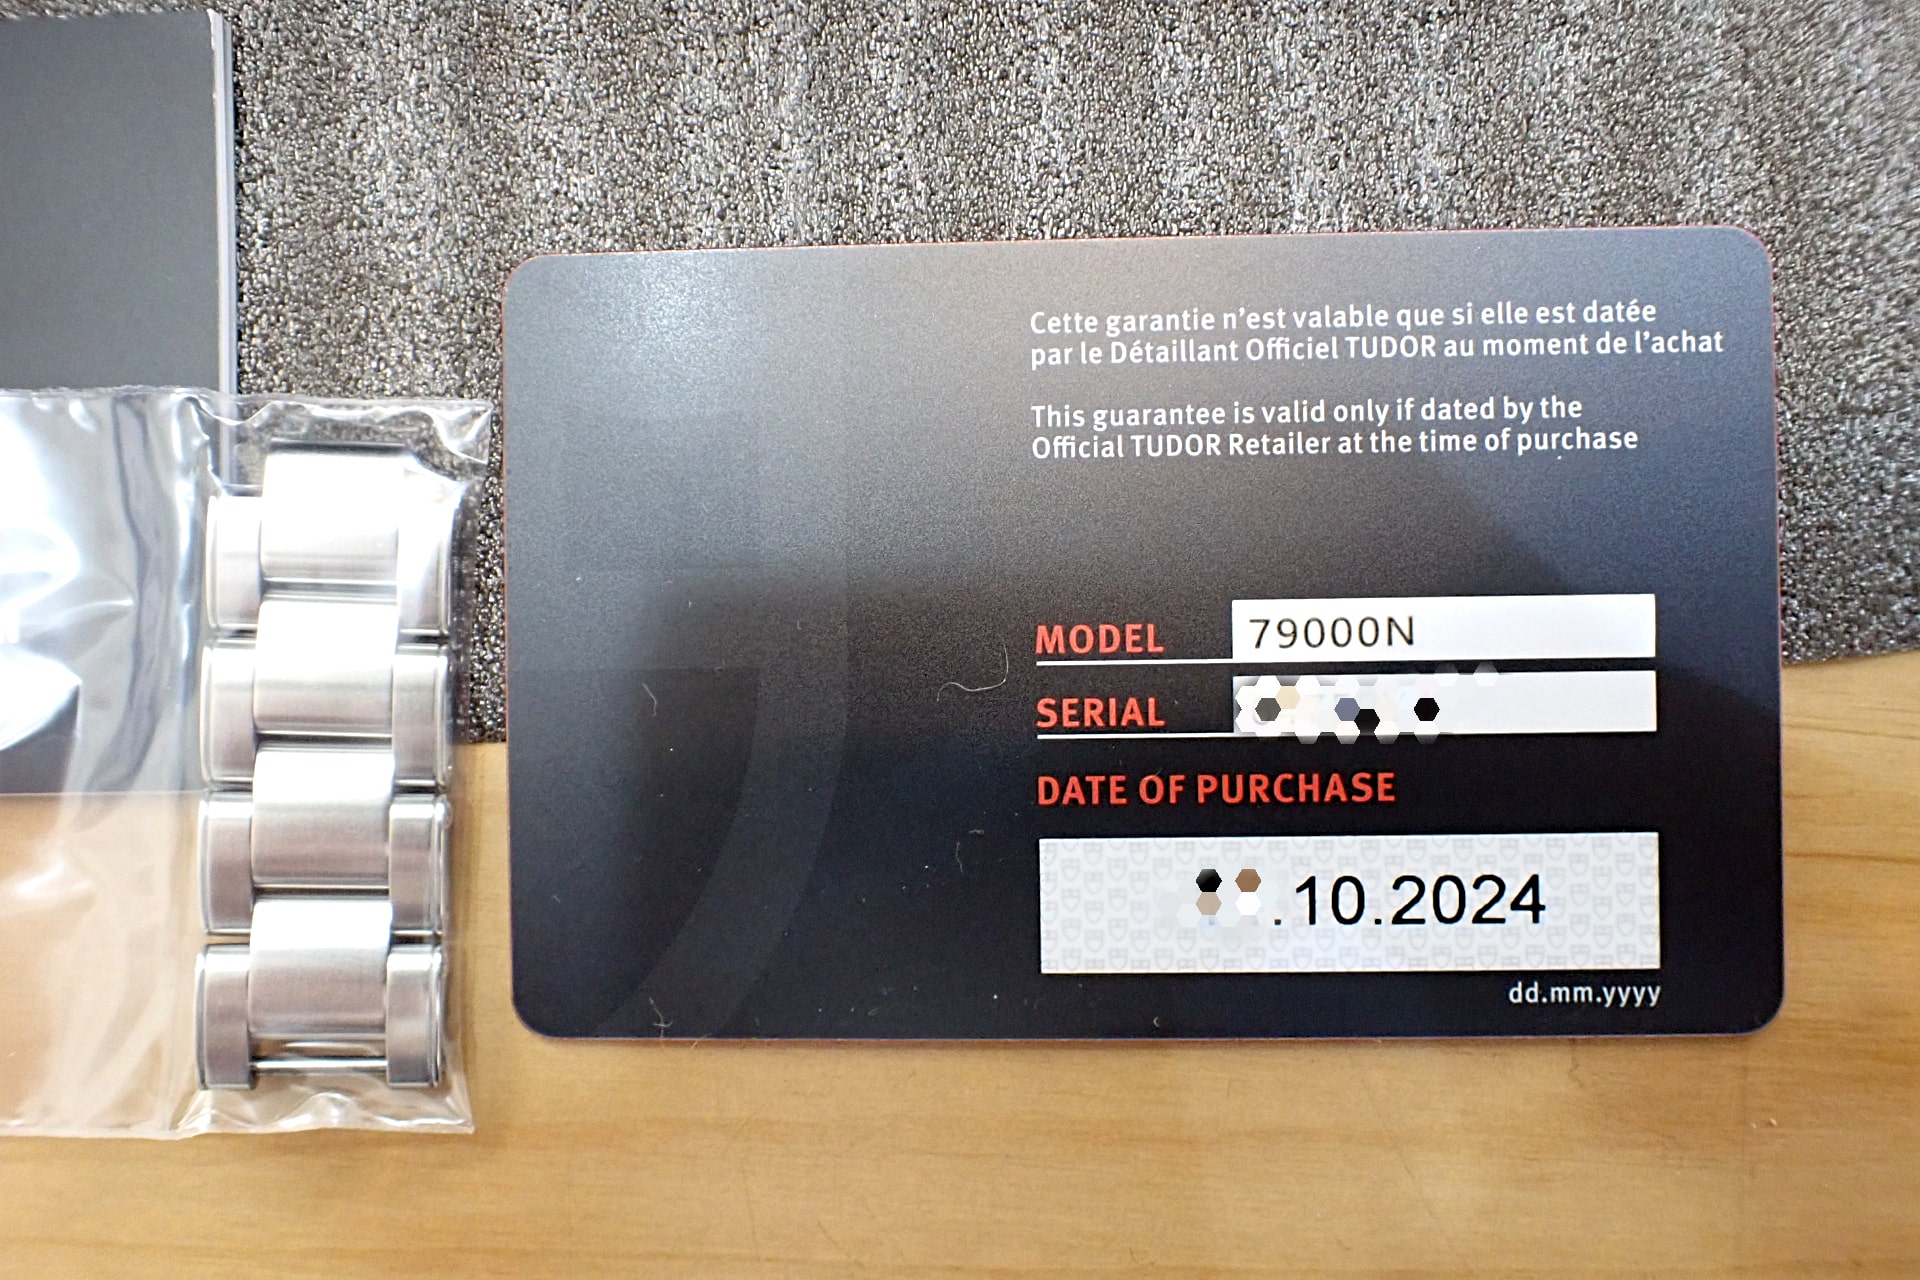 Cette garantie n'est valable que si elle est datée
par le Détaillant Officiel TUDOR au moment de l'achat
This guarantee is valid only if dated by the
Official TUDOR Retailer at the time of purchase
MODEL 79000N
SERIAL
DATE OF PURCHASE
.10.2024
dd.mm.yyyy